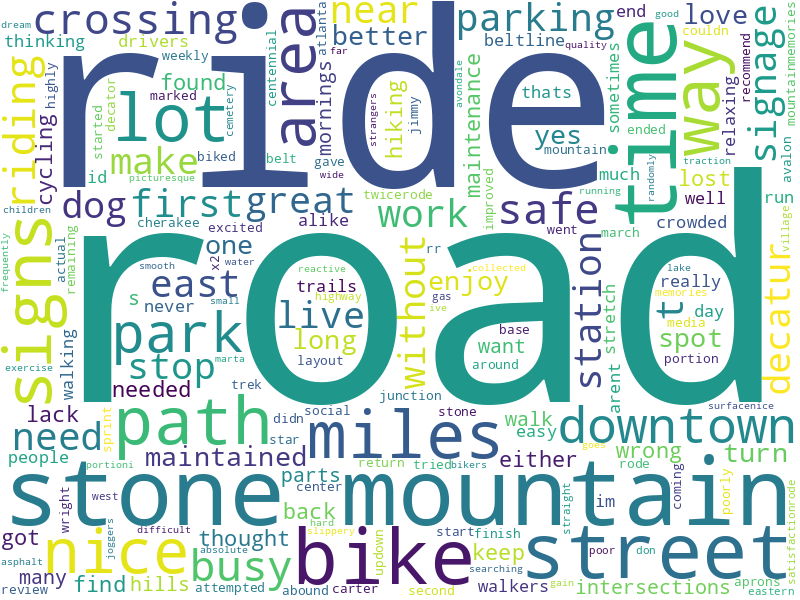 dream
crossing
near
parking
end
love
good
couldn
thinking
drivers
weekly
better
beltline
quality
far
atlanta
centennial
ride
area
time
way
signage
recommend
mountainmemories
sometimes
relaxing
highly
marked
found
cemetery
mornings
strangers
hiking
jimmy
thats
avondale
maintenance
riding
cycling
started
decator
lot
yes
mountain
ended
make
biked
belt
gave
wide
id
picturesque
twicerode
improved
much
traction
randomly
lost
avalon
children
dog
first
great
alike
work
safe
running
well
run
cherakee
excited
went
march
crowded
village
frequently
signs
actual
remaining
x2
one
water
rr
without
collected
station
road
lake
really
east
smooth
reactive
trails
highway
enjoy
gas
ive
t
memories
day
s
never
small
live
park
long
base
want
media
spot
decatur
stop
marta
layout
around
portion
exercise
walking
needed
trek
junction
arent
stretch
lack
sprint
path
didn
social
stone
surfacenice
need
miles
walk
easy
downtown
people
maintained
star
either
wrong
turn
portioni
parts
center
return
tried
bikers
goes
rode
stone
mountain
wright
west
back
im
coming
poorly
satisfactionrode
got
joggers
difficult
thought
hard
slippery
start
finish
straight
poor
don
nice
absolute
bike
updown
keep
searching
street
asphalt
many
find
hills
busy
attempted
abound
carter
second
walkers
gain
intersections
aprons
review
eastern